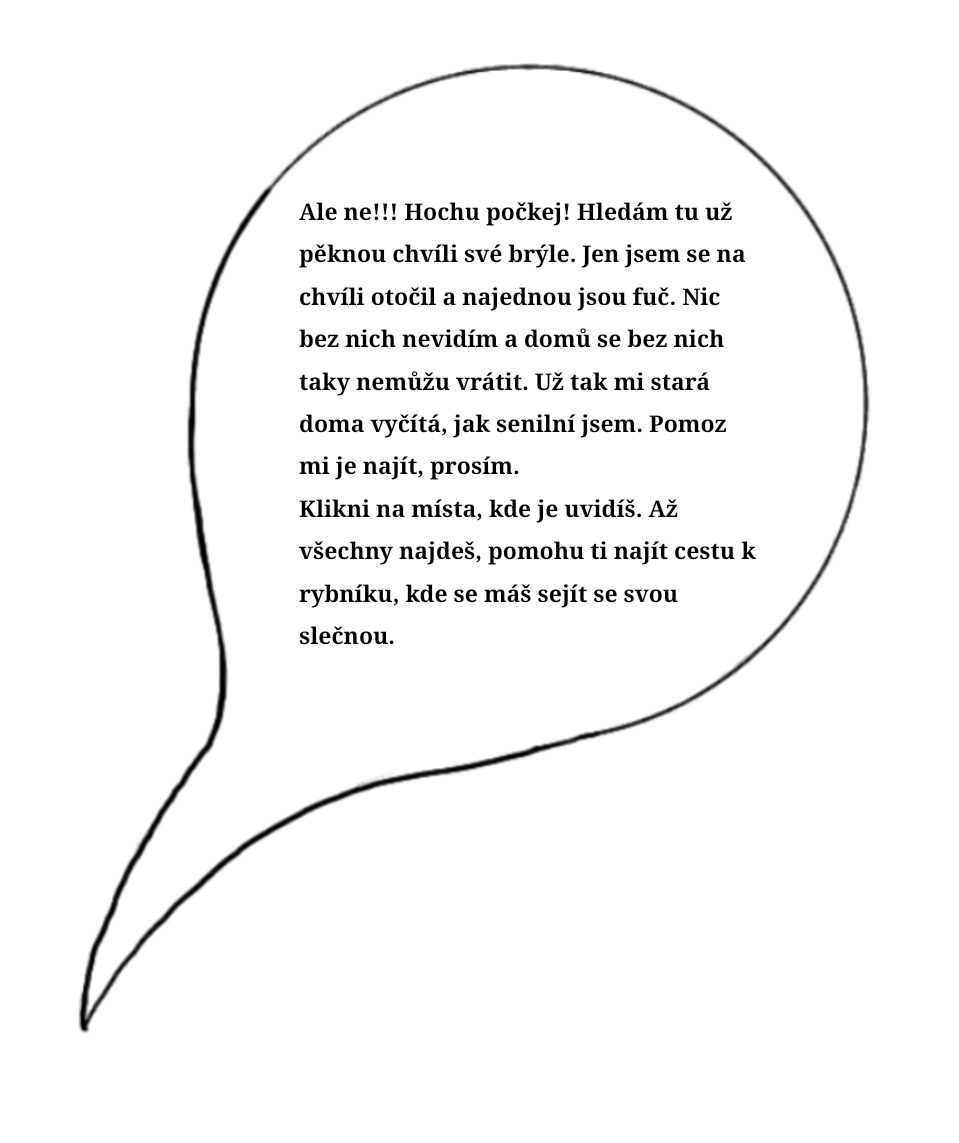 Ale ne!!! Hochu počkej! Hledám tu už
pěknou chvíli své brýle. Jen jsem se na
chvíli otočil a najednou jsou fuč. Nic
bez nich nevidím a domů se bez nich
taky nemůžu vrátit. Už tak mi stará
doma vyčítá, jak senilní jsem. Pomoz
mi je najít, prosím.
Klikni na místa, kde je uvidíš. Až
všechny najdeš, pomohu ti najít cestu k
rybníku, kde se máš sejít se svou
slečnou.